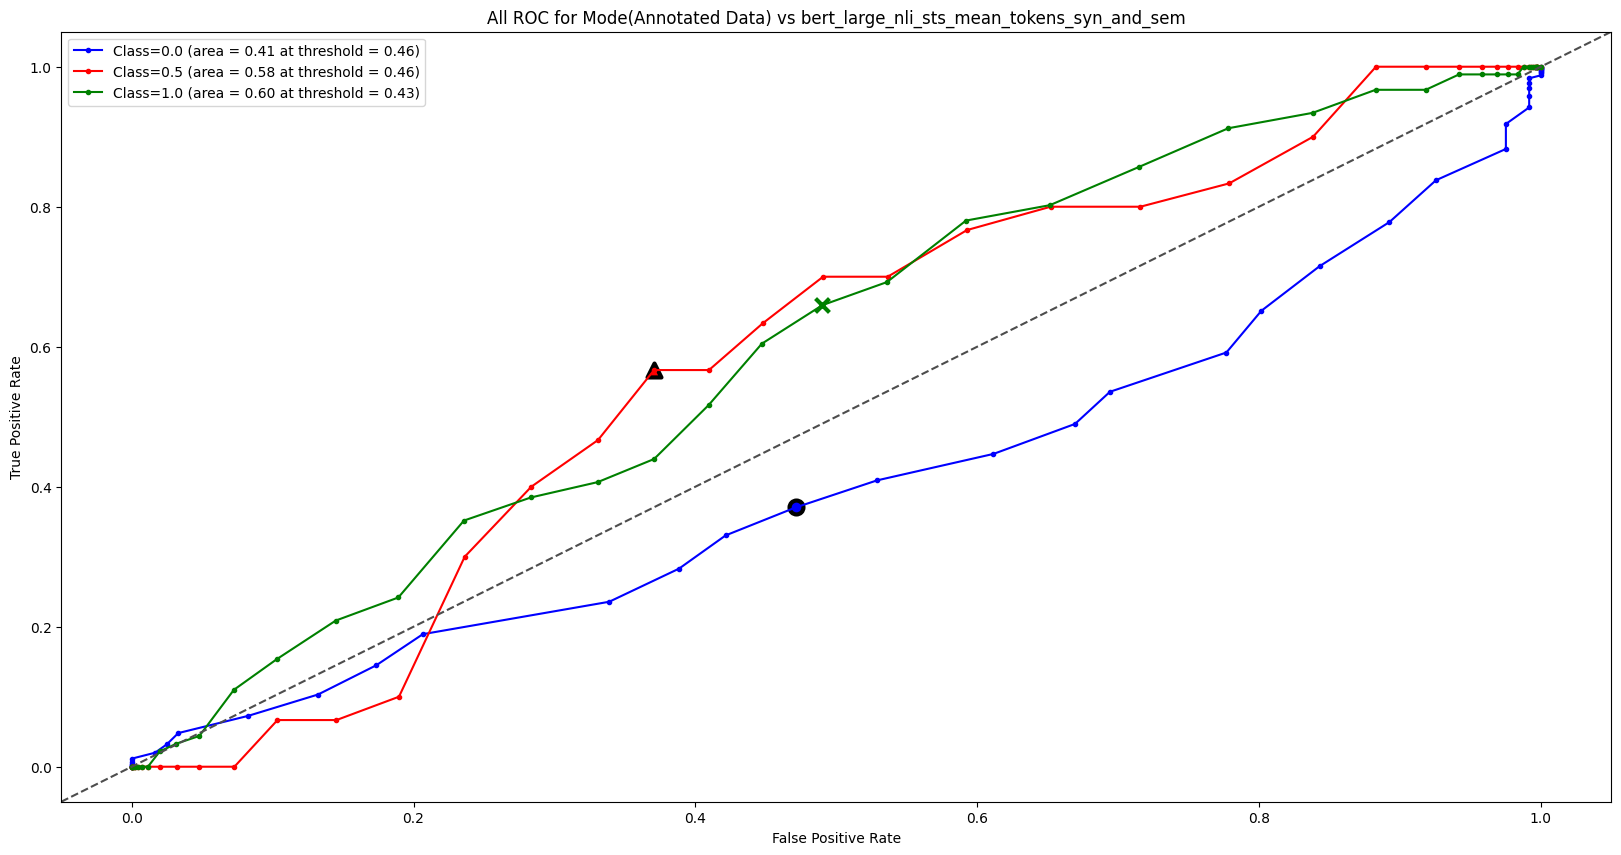 All ROC for Mode(Annotated Data) vs bert_large_nli_sts_mean_tokens_syn_and_sem
Class=0.0 (area = 0.41 at threshold = 0.46)
Class=0.5 (area = 0.58 at threshold = 0.46)
Class=1.0 (area = 0.60 at threshold = 0.43)
True Positive Rate
1.0
0.8
0.6
0.4
0.2
0.0
0.0 0.2 0.4 0.6 0.8 1.0
False Positive Rate